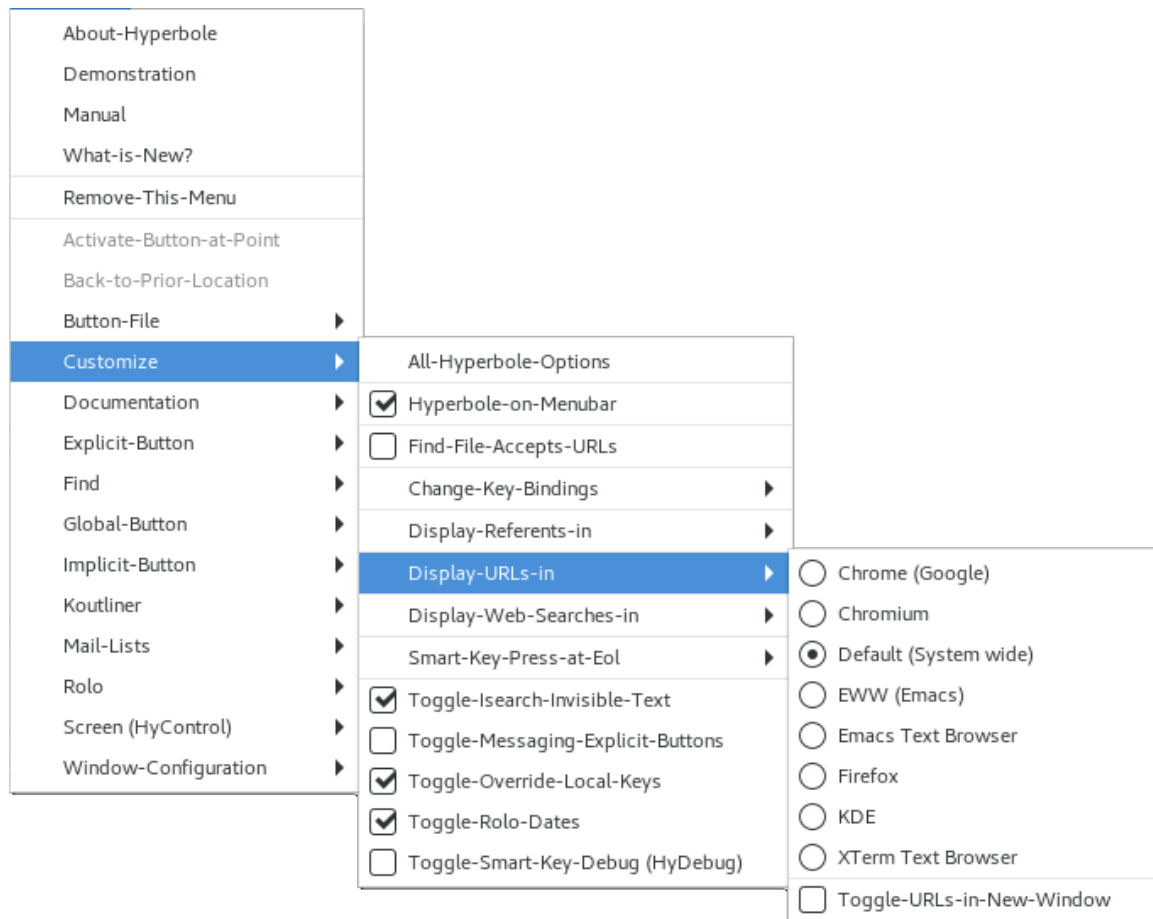 About-Hyperbole
Demonstration
Manual
What-is-New?
Remove-This-Menu
Activate-Button-at-Point
Back-to-Prior-Location
Button-File
Customize
Documentation
Explicit-Button
Find
Global-Button
Implicit-Button
Koutliner
Mail-Lists
Rolo
Screen (HyControl)
Window-Configuration
All-Hyperbole-Options
Hyperbole-on-Menubar
Find-File-Accepts-URLs
Change-Key-Bindings
Display-Referents-in
Display-URLs-in
Display-Web-Searches-in
Smart-Key-Press-at-Eol
Toggle-Isearch-Invisible-Text
Toggle-Messaging-Explicit-Buttons
Toggle-Override-Local-Keys
Toggle-Rolo-Dates
Toggle-Smart-Key-Debug (HyDebug)
Chrome (Google)
Chromium
Default (System wide)
EWW (Emacs)
Emacs Text Browser
Firefox
KDE
XTerm Text Browser
Toggle-URLs-in-New-Window